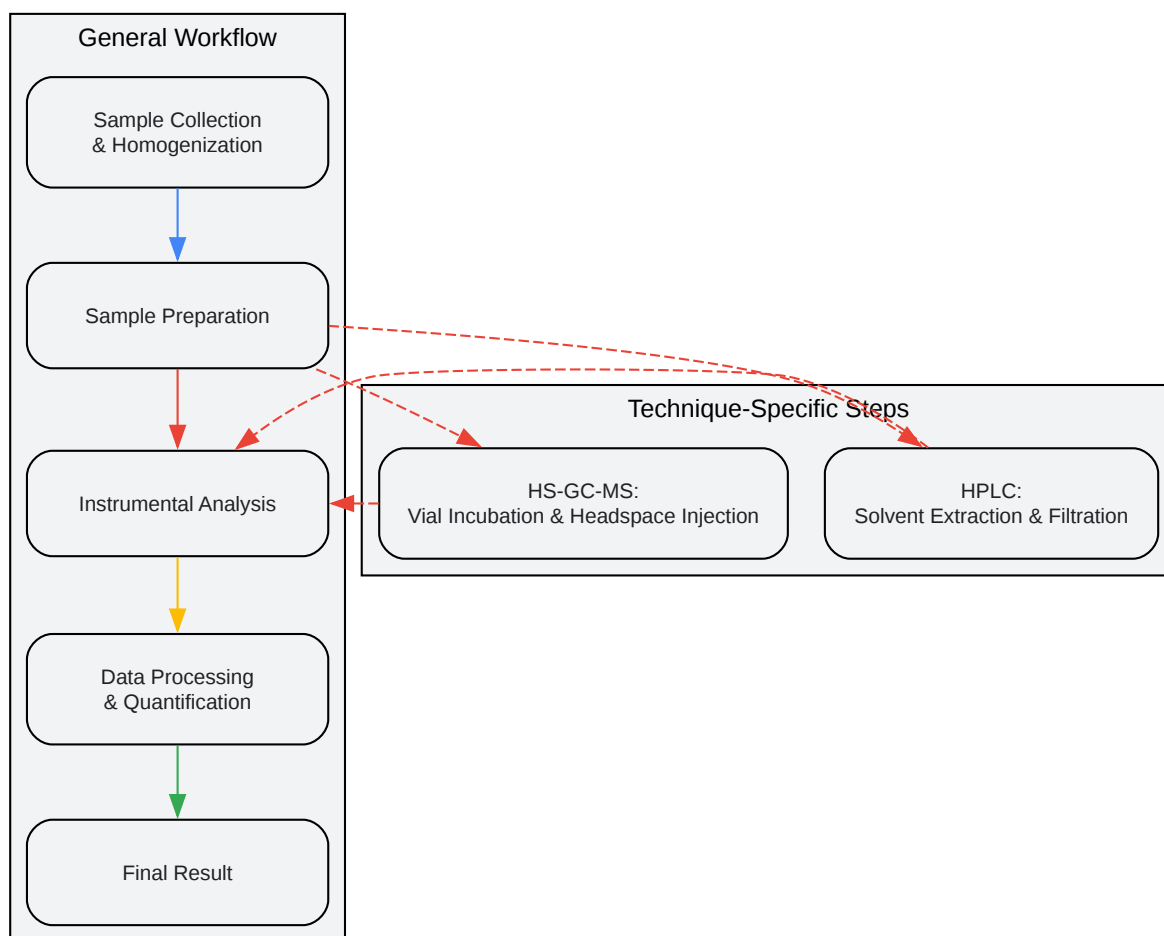 General Workflow
Sample Collection
& Homogenization
Sample Preparation
Instrumental Analysis
Data Processing
& Quantification
Final Result
Technique-Specific Steps
HS-GC-MS:
Vial Incubation & Headspace Injection
HPLC:
Solvent Extraction & Filtration